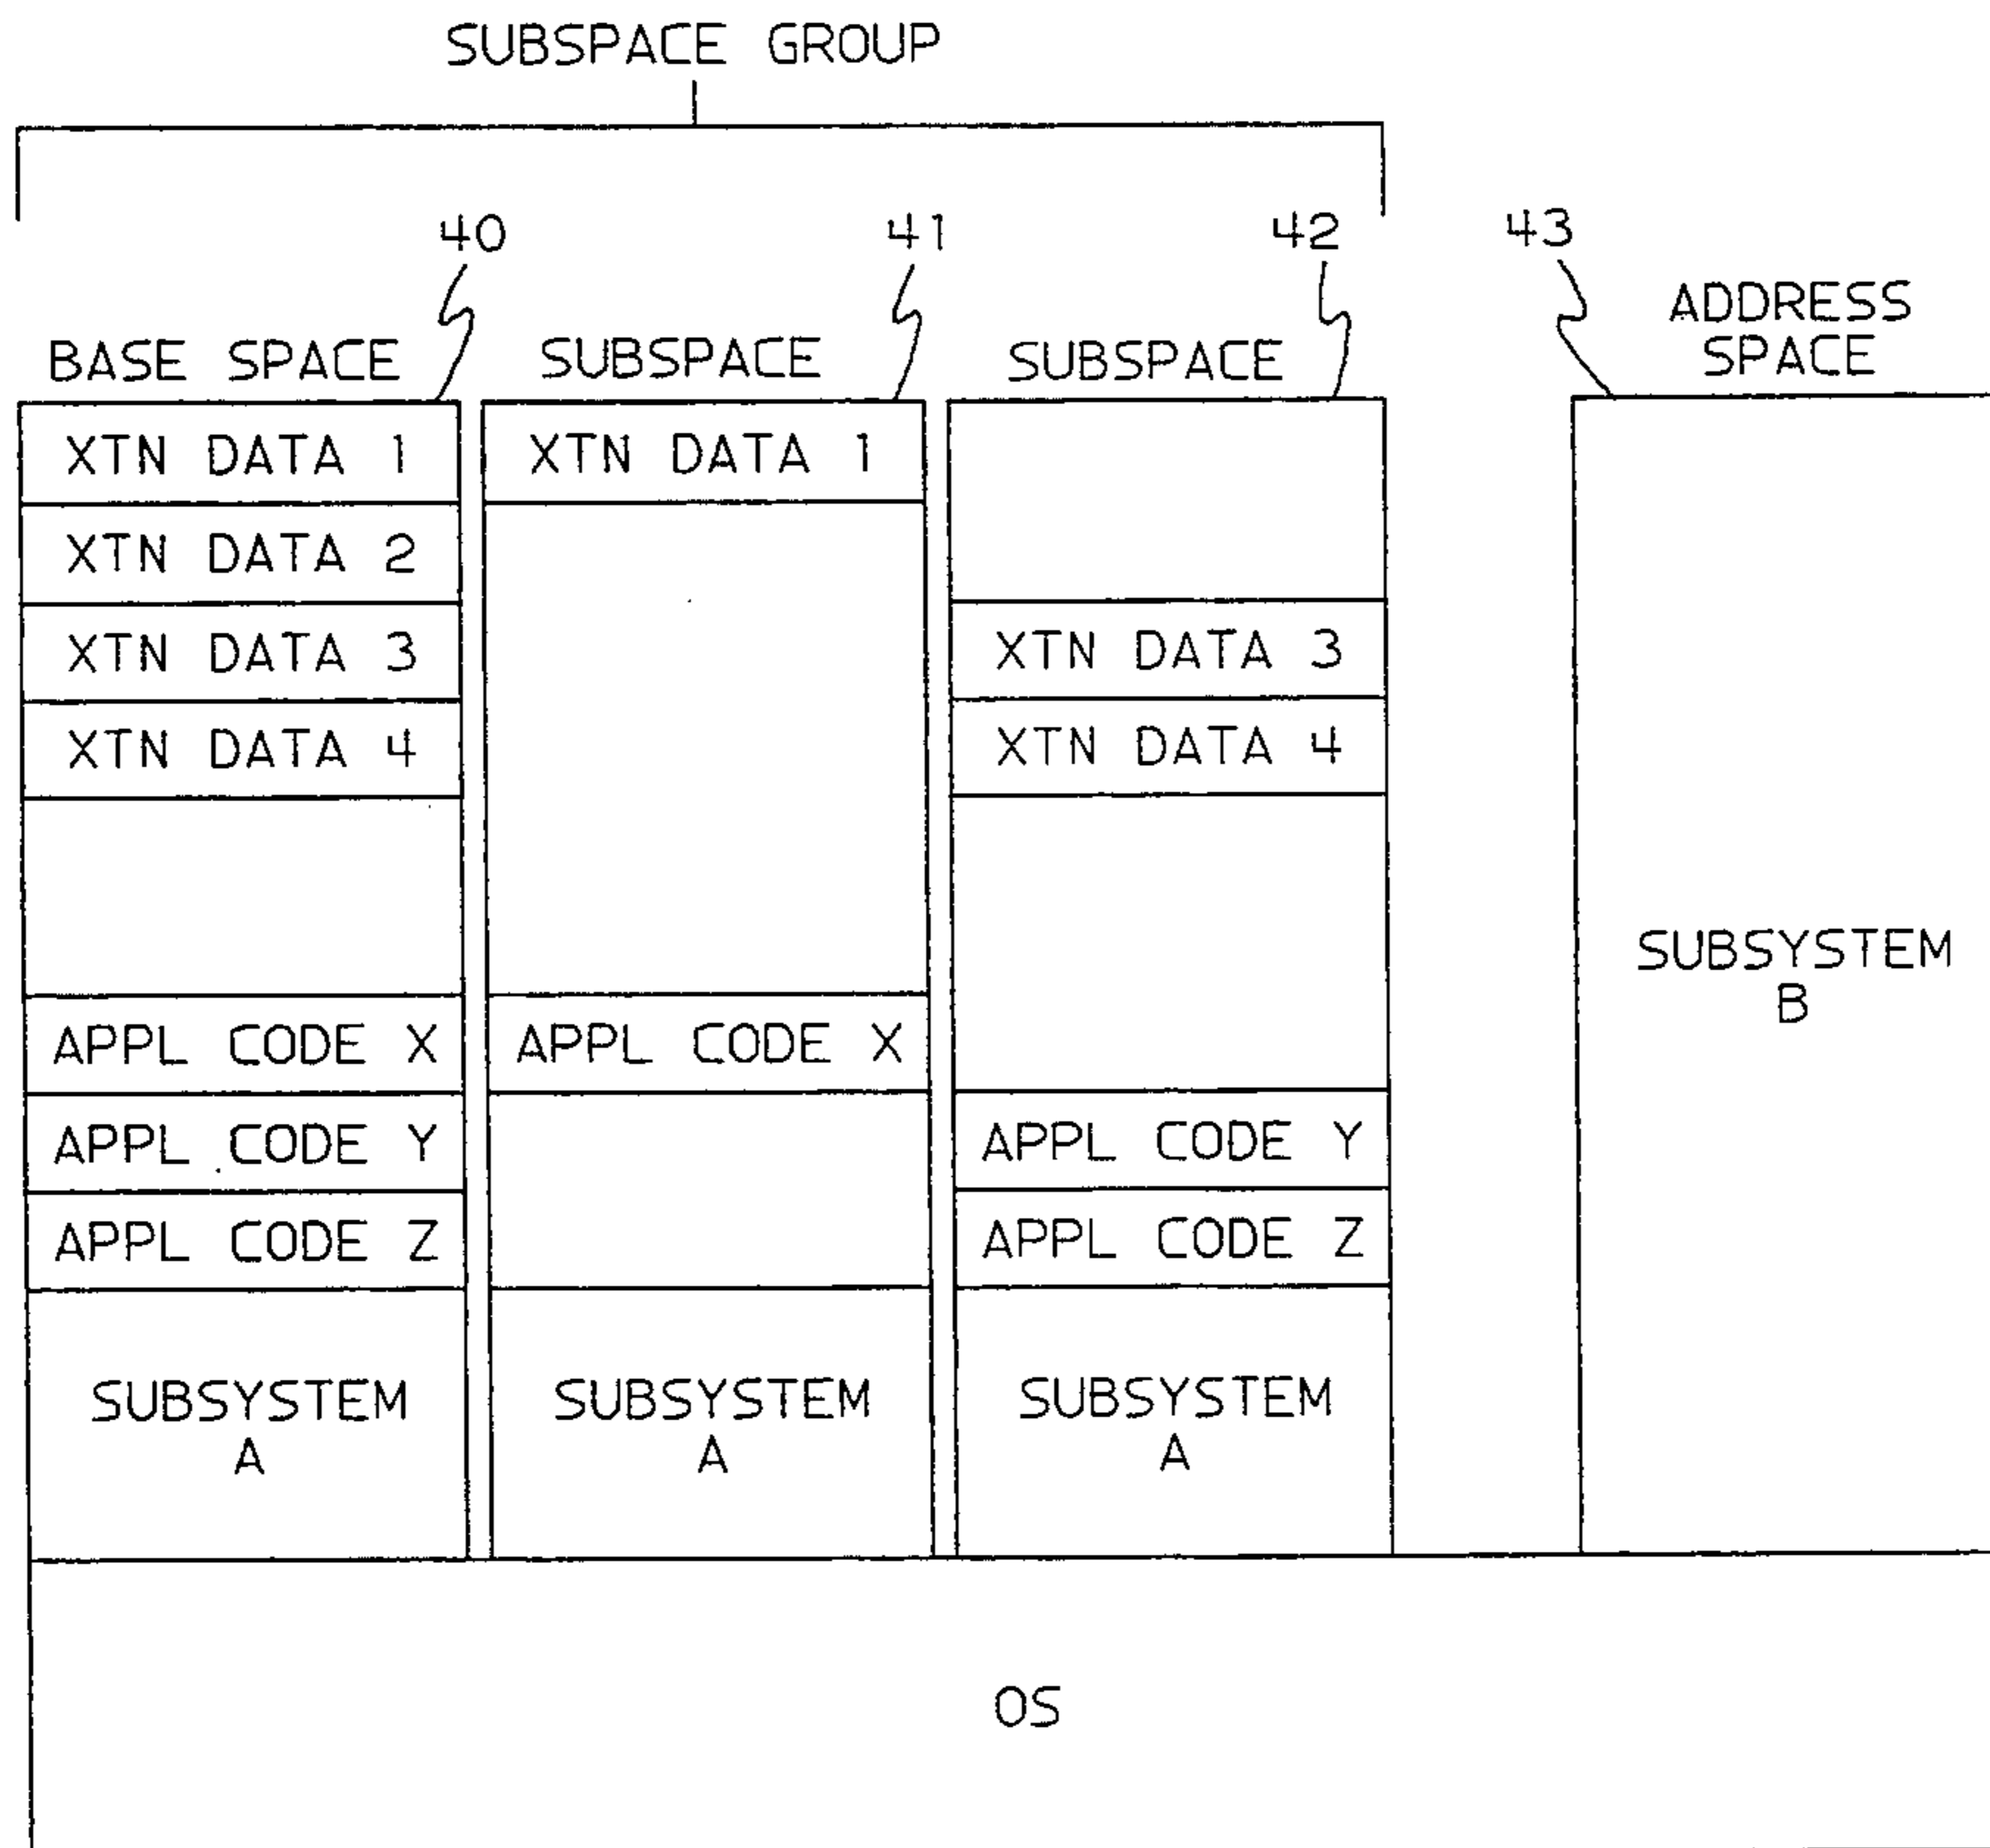 SUBSPACE GROUP
40
41
42
43
BASE SPACE
SUBSPACE
SUBSPACE
ADDRESS
SPACE
XTN DATA 1
XTN DATA 2
XTN DATA 3
XTN DATA 4
APPL CODE X
APPL CODE Y
APPL CODE Z
SUBSYSTEM
A
XTN DATA 1
APPL CODE X
SUBSYSTEM
A
XTN DATA 3
XTN DATA 4
APPL CODE Y
APPL CODE Z
SUBSYSTEM
A
SUBSYSTEM
B
OS